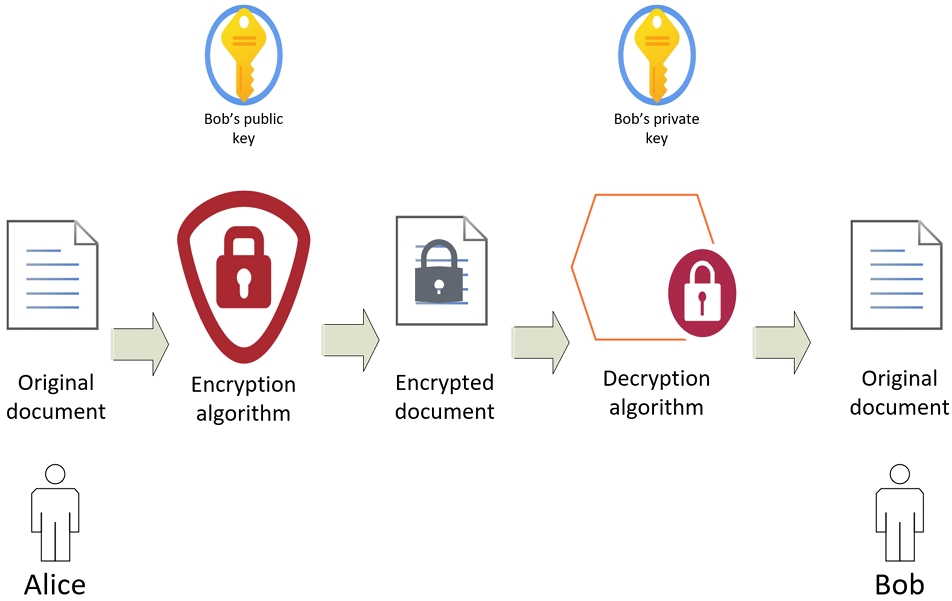 Bob's public
key
Bob's private
key
Original
document
Encryption
algorithm
Encrypted
document
Decryption
algorithm
Original
document
Alice
Bob